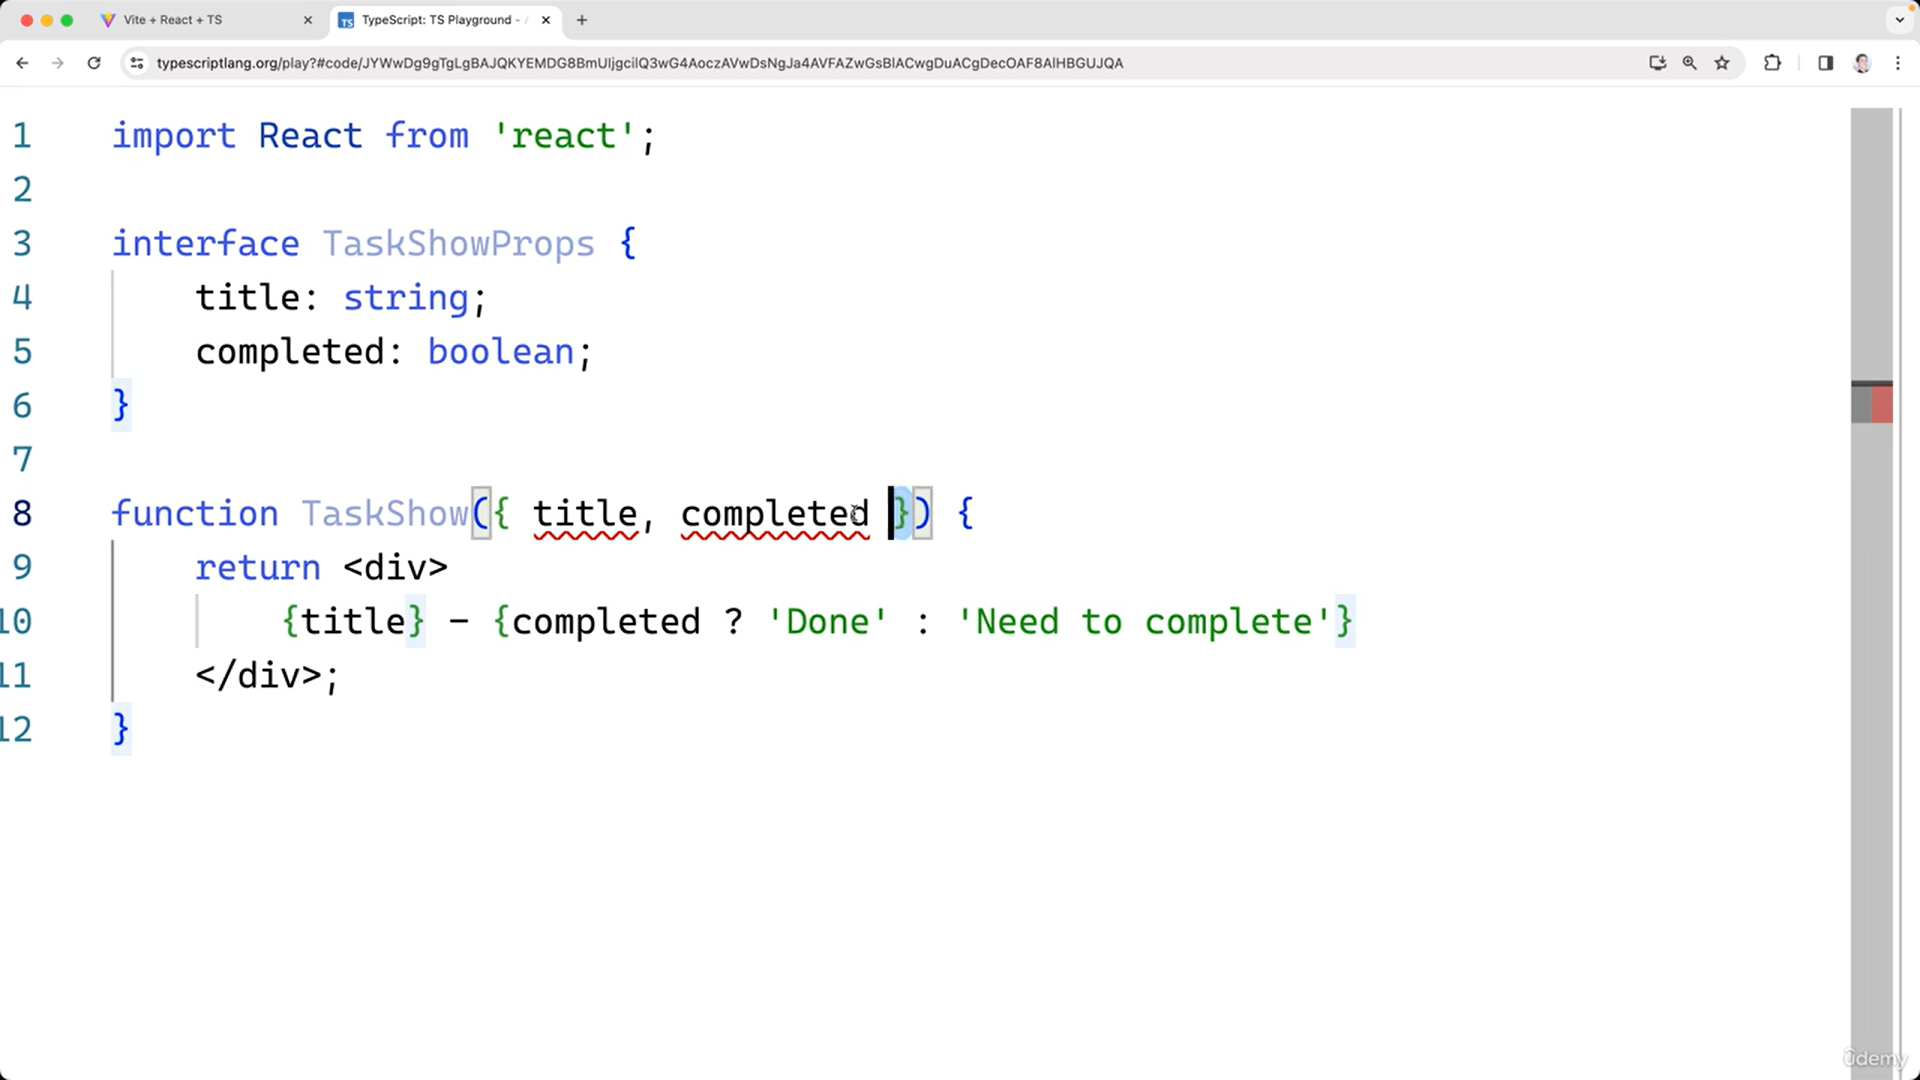 Vite + React + TS
TypeScript: TS Playground -
typescriptlang.org/play?#code/JYWwDg9gTgLgBAJQKYEMDG8BmUIjgcilQ3wG4AoczAVwDsNgJa4AVFAZwGsBlACwgDuACgDecOAF8AlHBGUJQA
1 import React from 'react';
2
3 interface TaskShowProps {
4 title: string;
5 completed: boolean;
6 }
7
8 function TaskShow({ title, completed }) {
9 return <div>
10 {title} - {completed ? 'Done' : 'Need to complete'}
11 </div>;
12 }
ûdemy